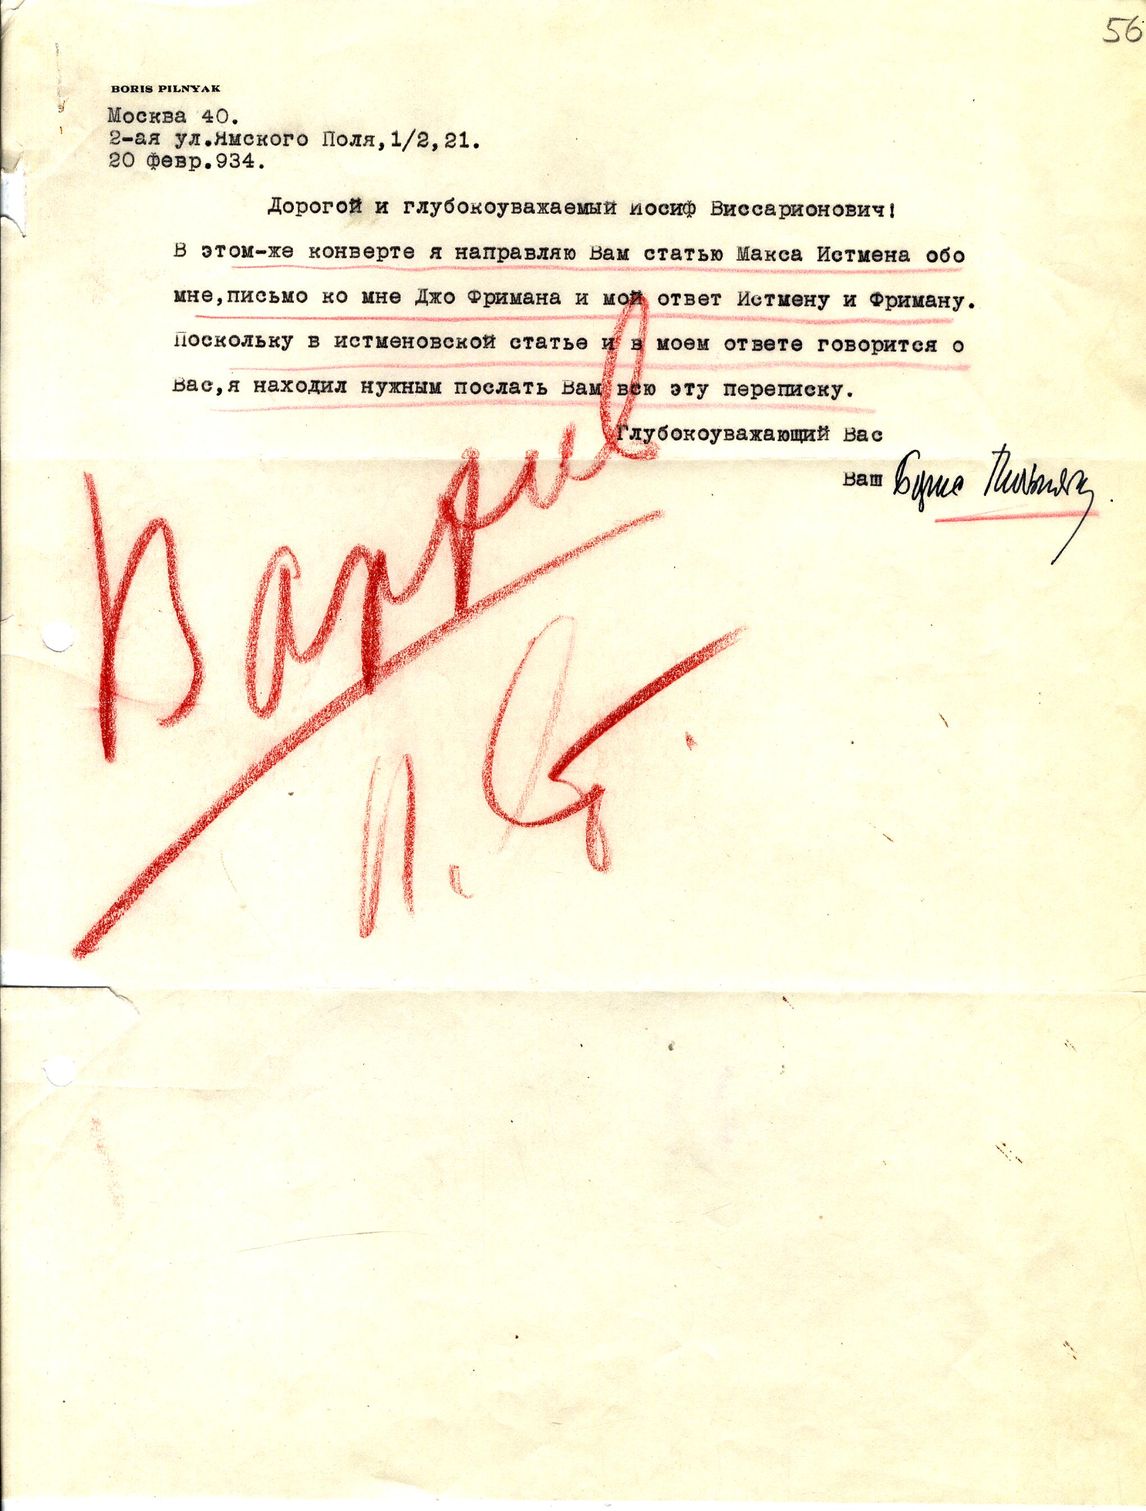 56
BORIS PILNYAK
Москва 40.
2-ая ул.Ямского Поля,1/2,21.
20 февр.934.
Дорогой и глубокоуважаемый Иосиф Виссарионович!
В этом-же конверте я направляю Вам статью Макса Истмена обо
мне,письмо ко мне Джо Фримана и мой ответ Истмену и Фриману.
Поскольку в истменовской статье и в моем ответе говорится о
Вас,я находил нужным послать Вам всю эту переписку.
Глубокоуважающий Вас
Ваш Борис Пильняк.